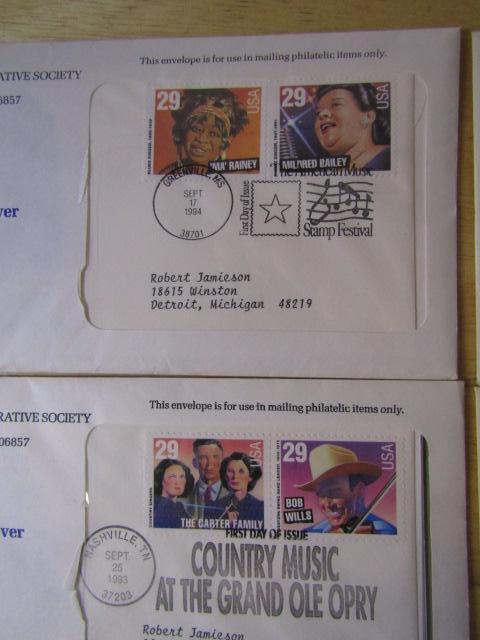 This envelope is for use in mailing philatelic items only.
ATIVE SOCIETY
06857
ver
29 USA
'MA' RAINEY
29 USA
MILDRED BAILEY
GREENVILLE, MS
SEPT
17
1994
38701
First Day of Issue
The American Music
Stamp Festival
Robert Jamieson
18615 Winston
Detroit, Michigan 48219
This envelope is for use in mailing philatelic items only.
RATIVE SOCIETY
06857
ver
29 USA
COUNTRY SINGERS
THE CARTER FAMILY
29 USA
BOB
WILLS
NASHVILLE, TN
SEPT.
25
1993
37203
FIRST DAY OF ISSUE
COUNTRY MUSIC
AT THE GRAND OLE OPRY
Robert Jamieson